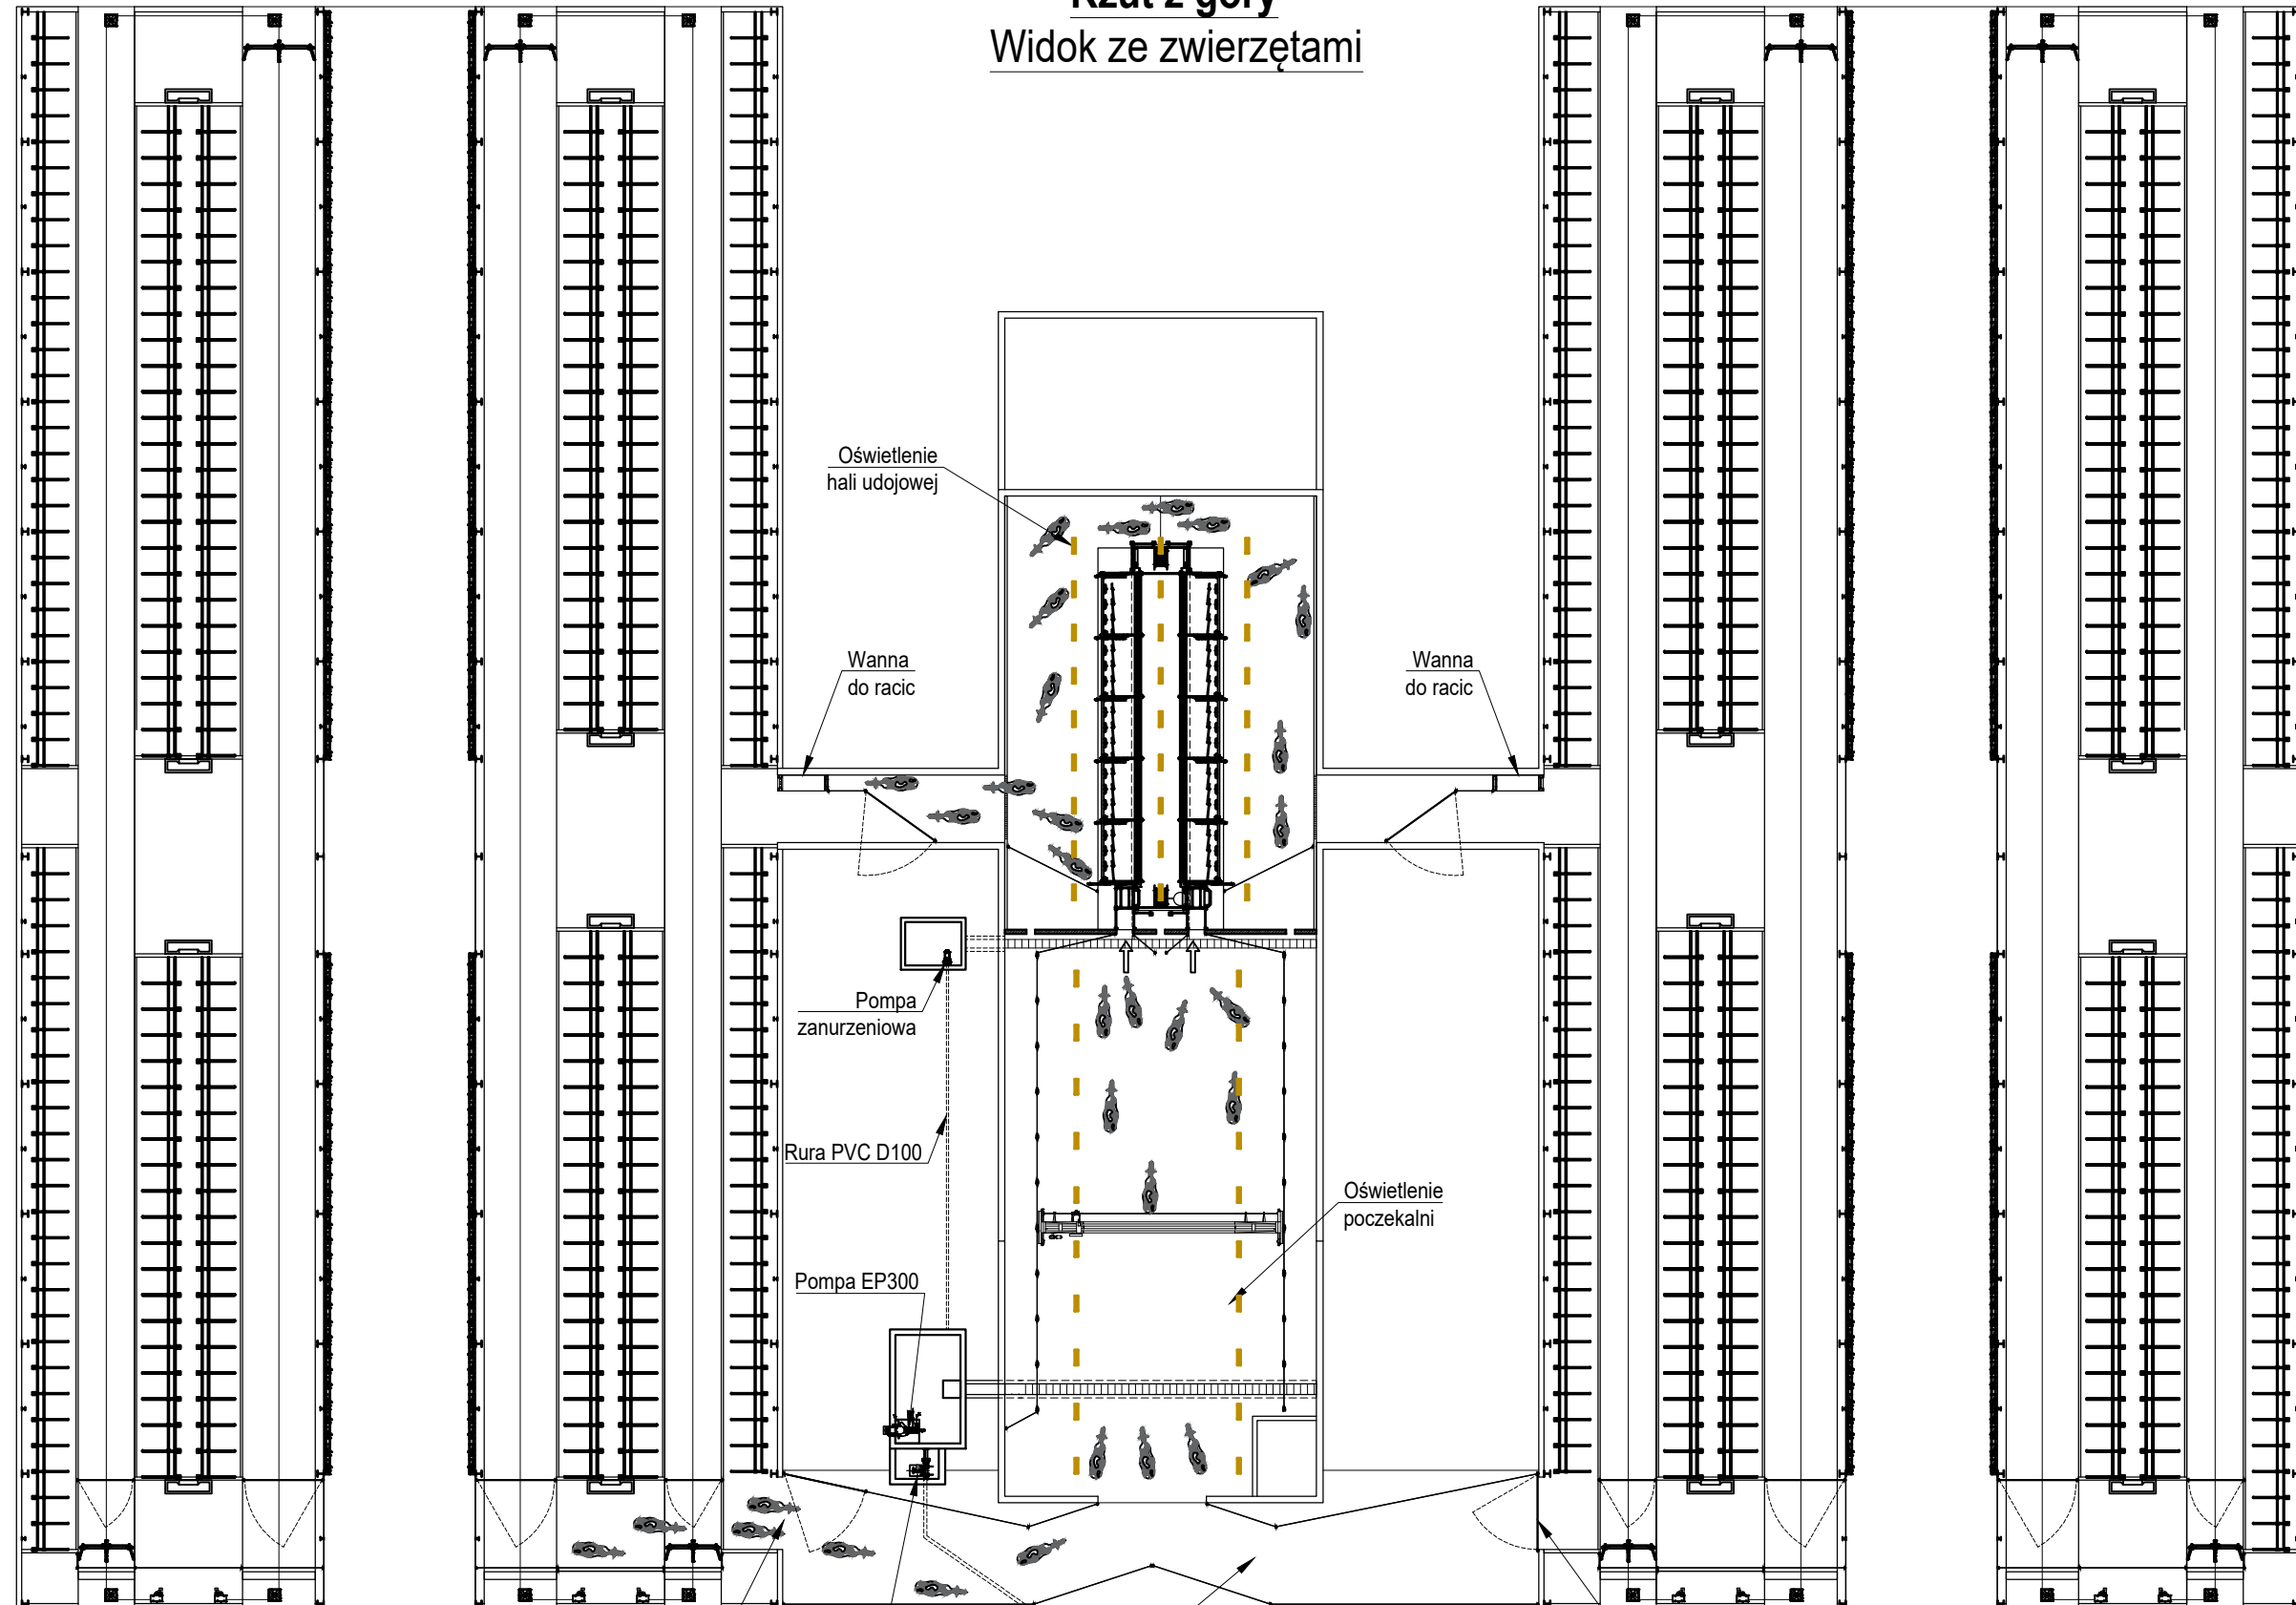 Rzut z góry
Widok ze zwierzętami
Oświetlenie
hali udojowej
Wanna
do racic
Wanna
do racic
Pompa
zanurzeniowa
Rura PVC D100
Oświetlenie
poczekalni
Pompa EP300